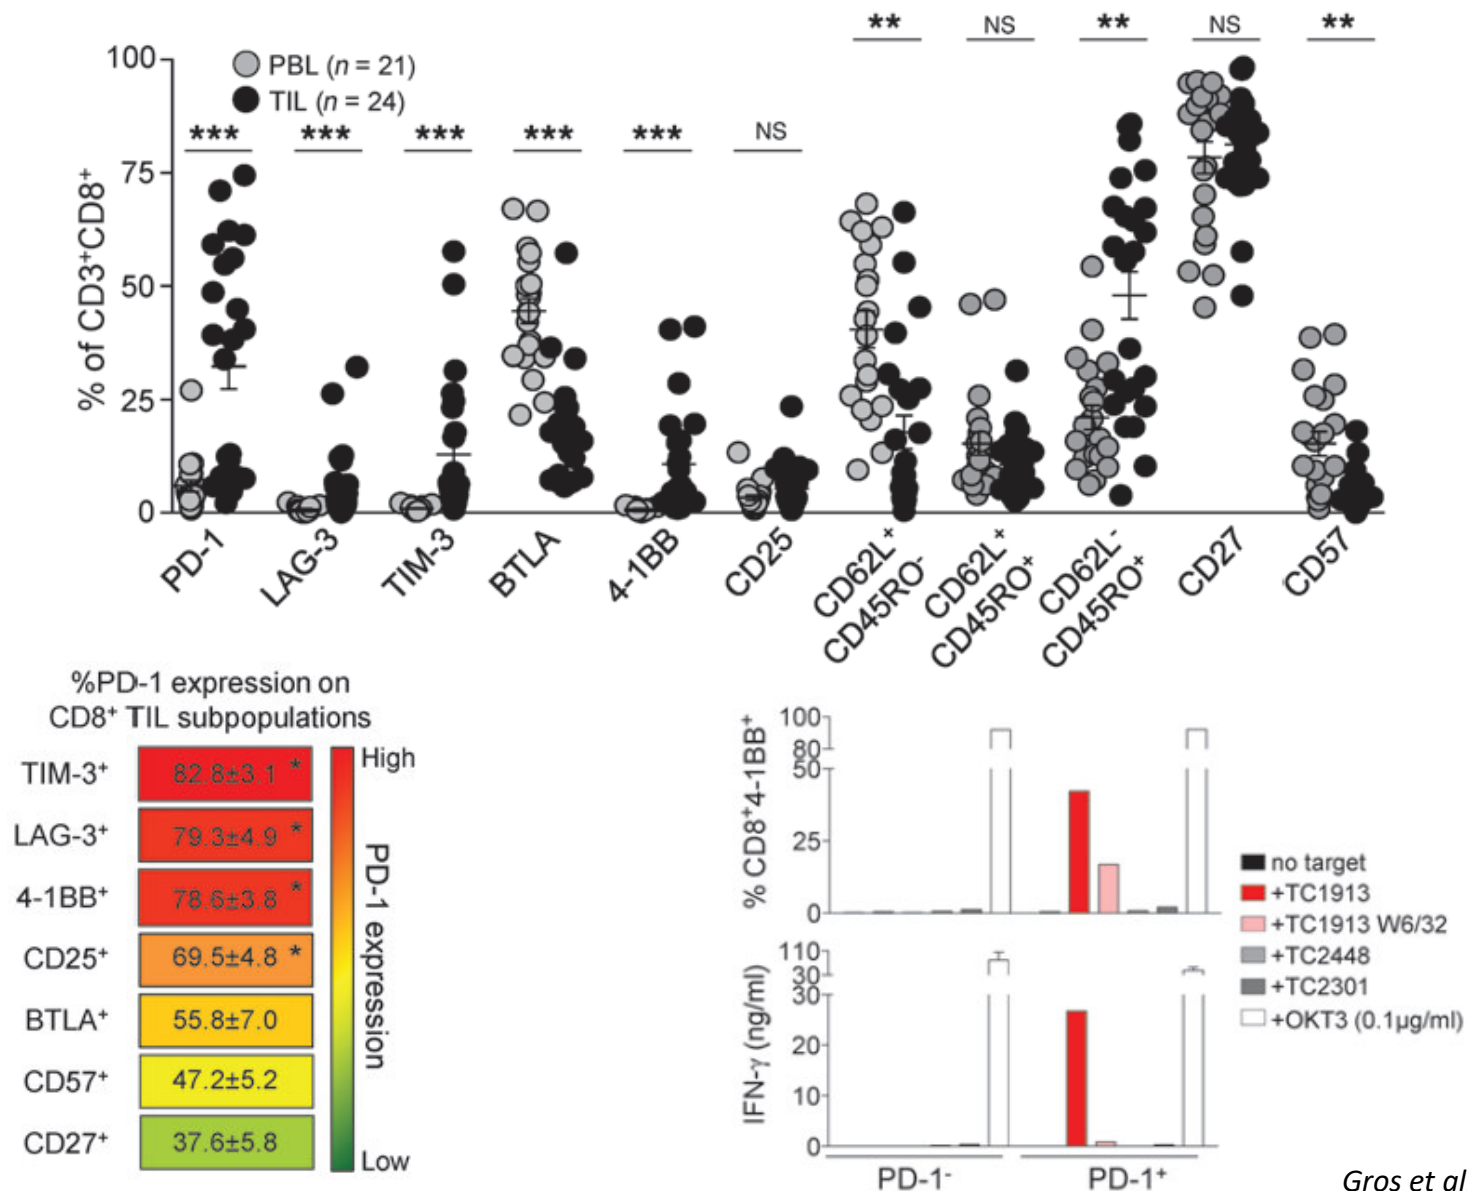 ** NS ** NS **
100
PBL (n = 21)
TIL (n = 24)
*** *** *** *** *** NS
75
50
25
0
% of CD3⁺CD8⁺
PD-1
LAG-3
TIM-3
BTLA
4-1BB
CD25
CD62L⁺
CD45RO⁻
CD62L⁺
CD45RO⁺
CD62L⁻
CD45RO⁺
CD27
CD57
%PD-1 expression on
CD8⁺ TIL subpopulations
TIM-3⁺ 82.8±3.1 *
LAG-3⁺ 79.3±4.9 *
4-1BB⁺ 78.6±3.8 *
CD25⁺ 69.5±4.8 *
BTLA⁺ 55.8±7.0
CD57⁺ 47.2±5.2
CD27⁺ 37.6±5.8
High
PD-1 expression
Low
% CD8⁺4-1BB⁺
100
80
50
25
0
IFN-γ (ng/ml)
110
30
30
20
10
0
PD-1⁻ PD-1⁺
no target
+TC1913
+TC1913 W6/32
+TC2448
+TC2301
+OKT3 (0.1µg/ml)
Gros et al